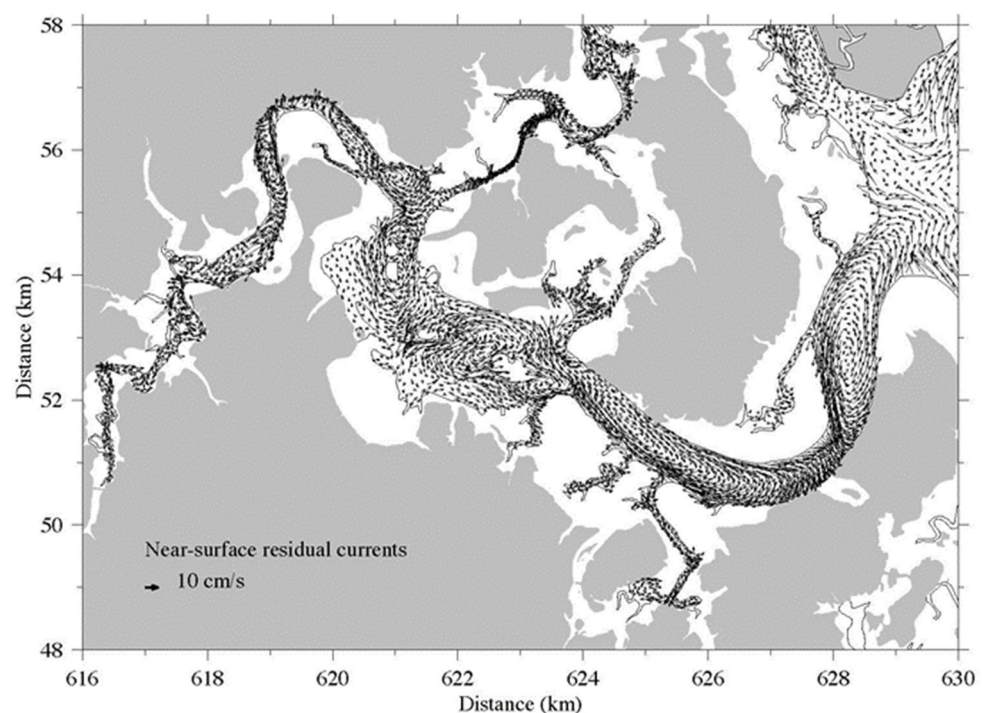 58
56
54
52
50
48
Distance (km)
Near-surface residual currents
10 cm/s
616 618 620 622 624 626 628 630
Distance (km)